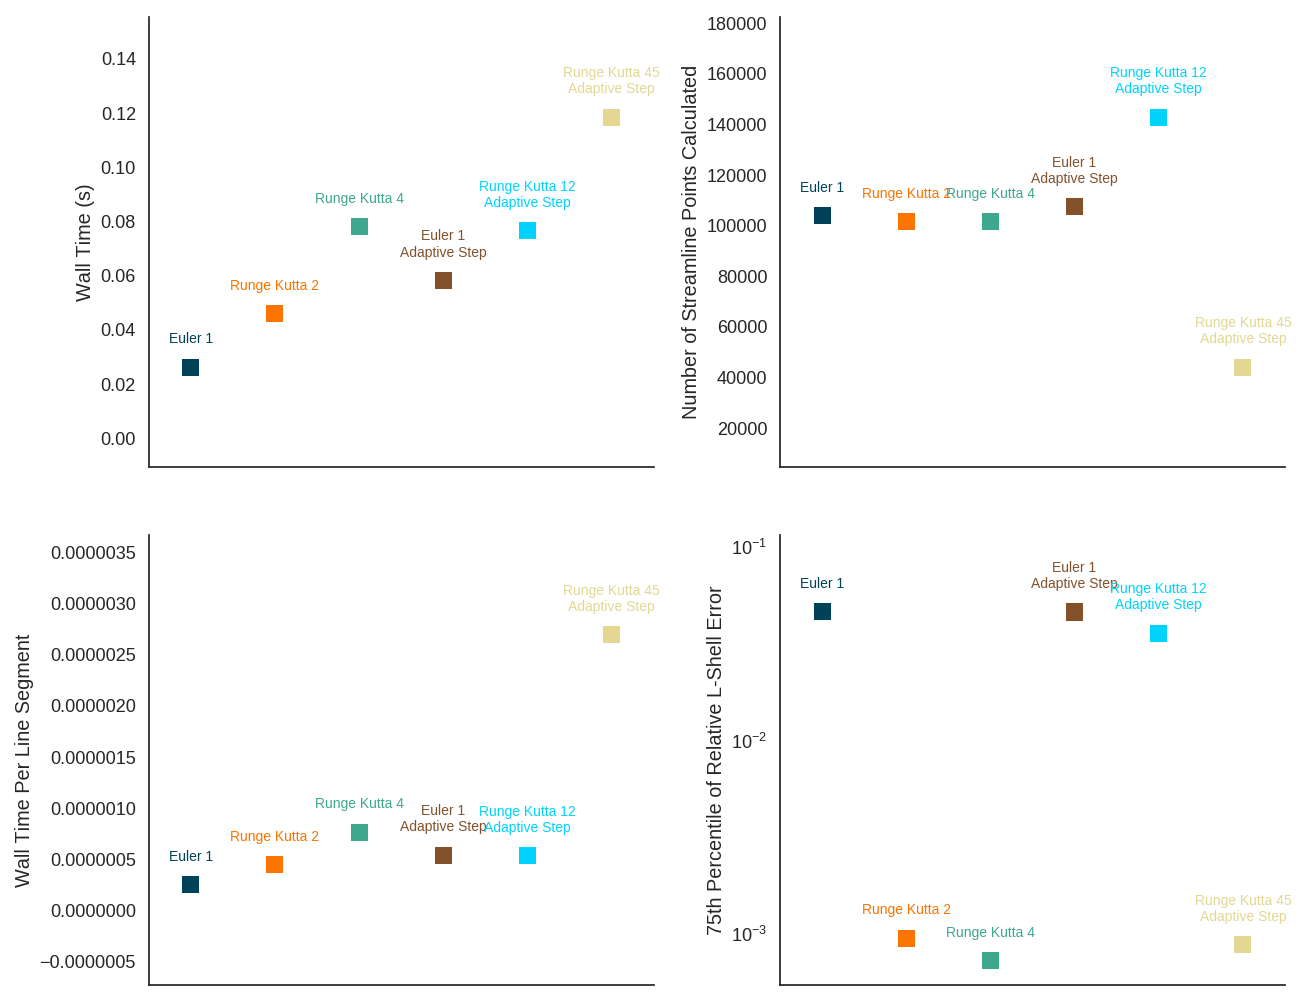 Wall Time (s)
0.14
0.12
0.10
0.08
0.06
0.04
0.02
0.00
Runge Kutta 45
Adaptive Step
Runge Kutta 4
Runge Kutta 12
Adaptive Step
Euler 1
Adaptive Step
Runge Kutta 2
Euler 1
Number of Streamline Points Calculated
180000
160000
140000
120000
100000
80000
60000
40000
20000
Runge Kutta 12
Adaptive Step
Euler 1
Adaptive Step
Euler 1
Runge Kutta 2
Runge Kutta 4
Runge Kutta 45
Adaptive Step
Wall Time Per Line Segment
0.0000035
0.0000030
0.0000025
0.0000020
0.0000015
0.0000010
0.0000005
0.0000000
−0.0000005
Runge Kutta 45
Adaptive Step
Runge Kutta 4
Euler 1
Adaptive Step
Runge Kutta 12
Adaptive Step
Runge Kutta 2
Euler 1
75th Percentile of Relative L-Shell Error
10⁻¹
10⁻²
10⁻³
Euler 1
Euler 1
Adaptive Step
Runge Kutta 12
Adaptive Step
Runge Kutta 2
Runge Kutta 4
Runge Kutta 45
Adaptive Step